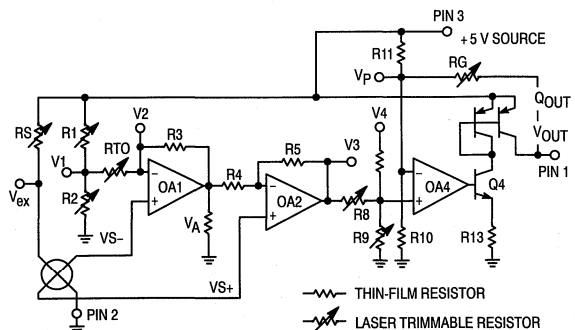 PIN 3
+5 V SOURCE
R11
VP
RG
QOUT
VOUT
PIN 1
RS
R1
V2
R3
V4
V1
RTO
R5
V3
OA1
R4
OA4
Q4
Vex
R2
VA
OA2
R8
VS–
R9
R10
R13
VS+
PIN 2
THIN-FILM RESISTOR
LASER TRIMMABLE RESISTOR